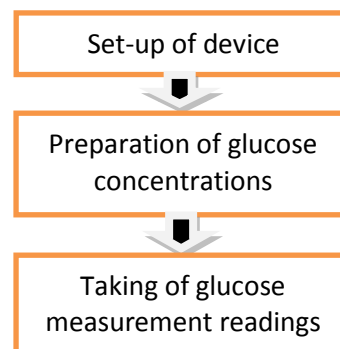 Set-up of device
Preparation of glucose
concentrations
Taking of glucose
measurement readings